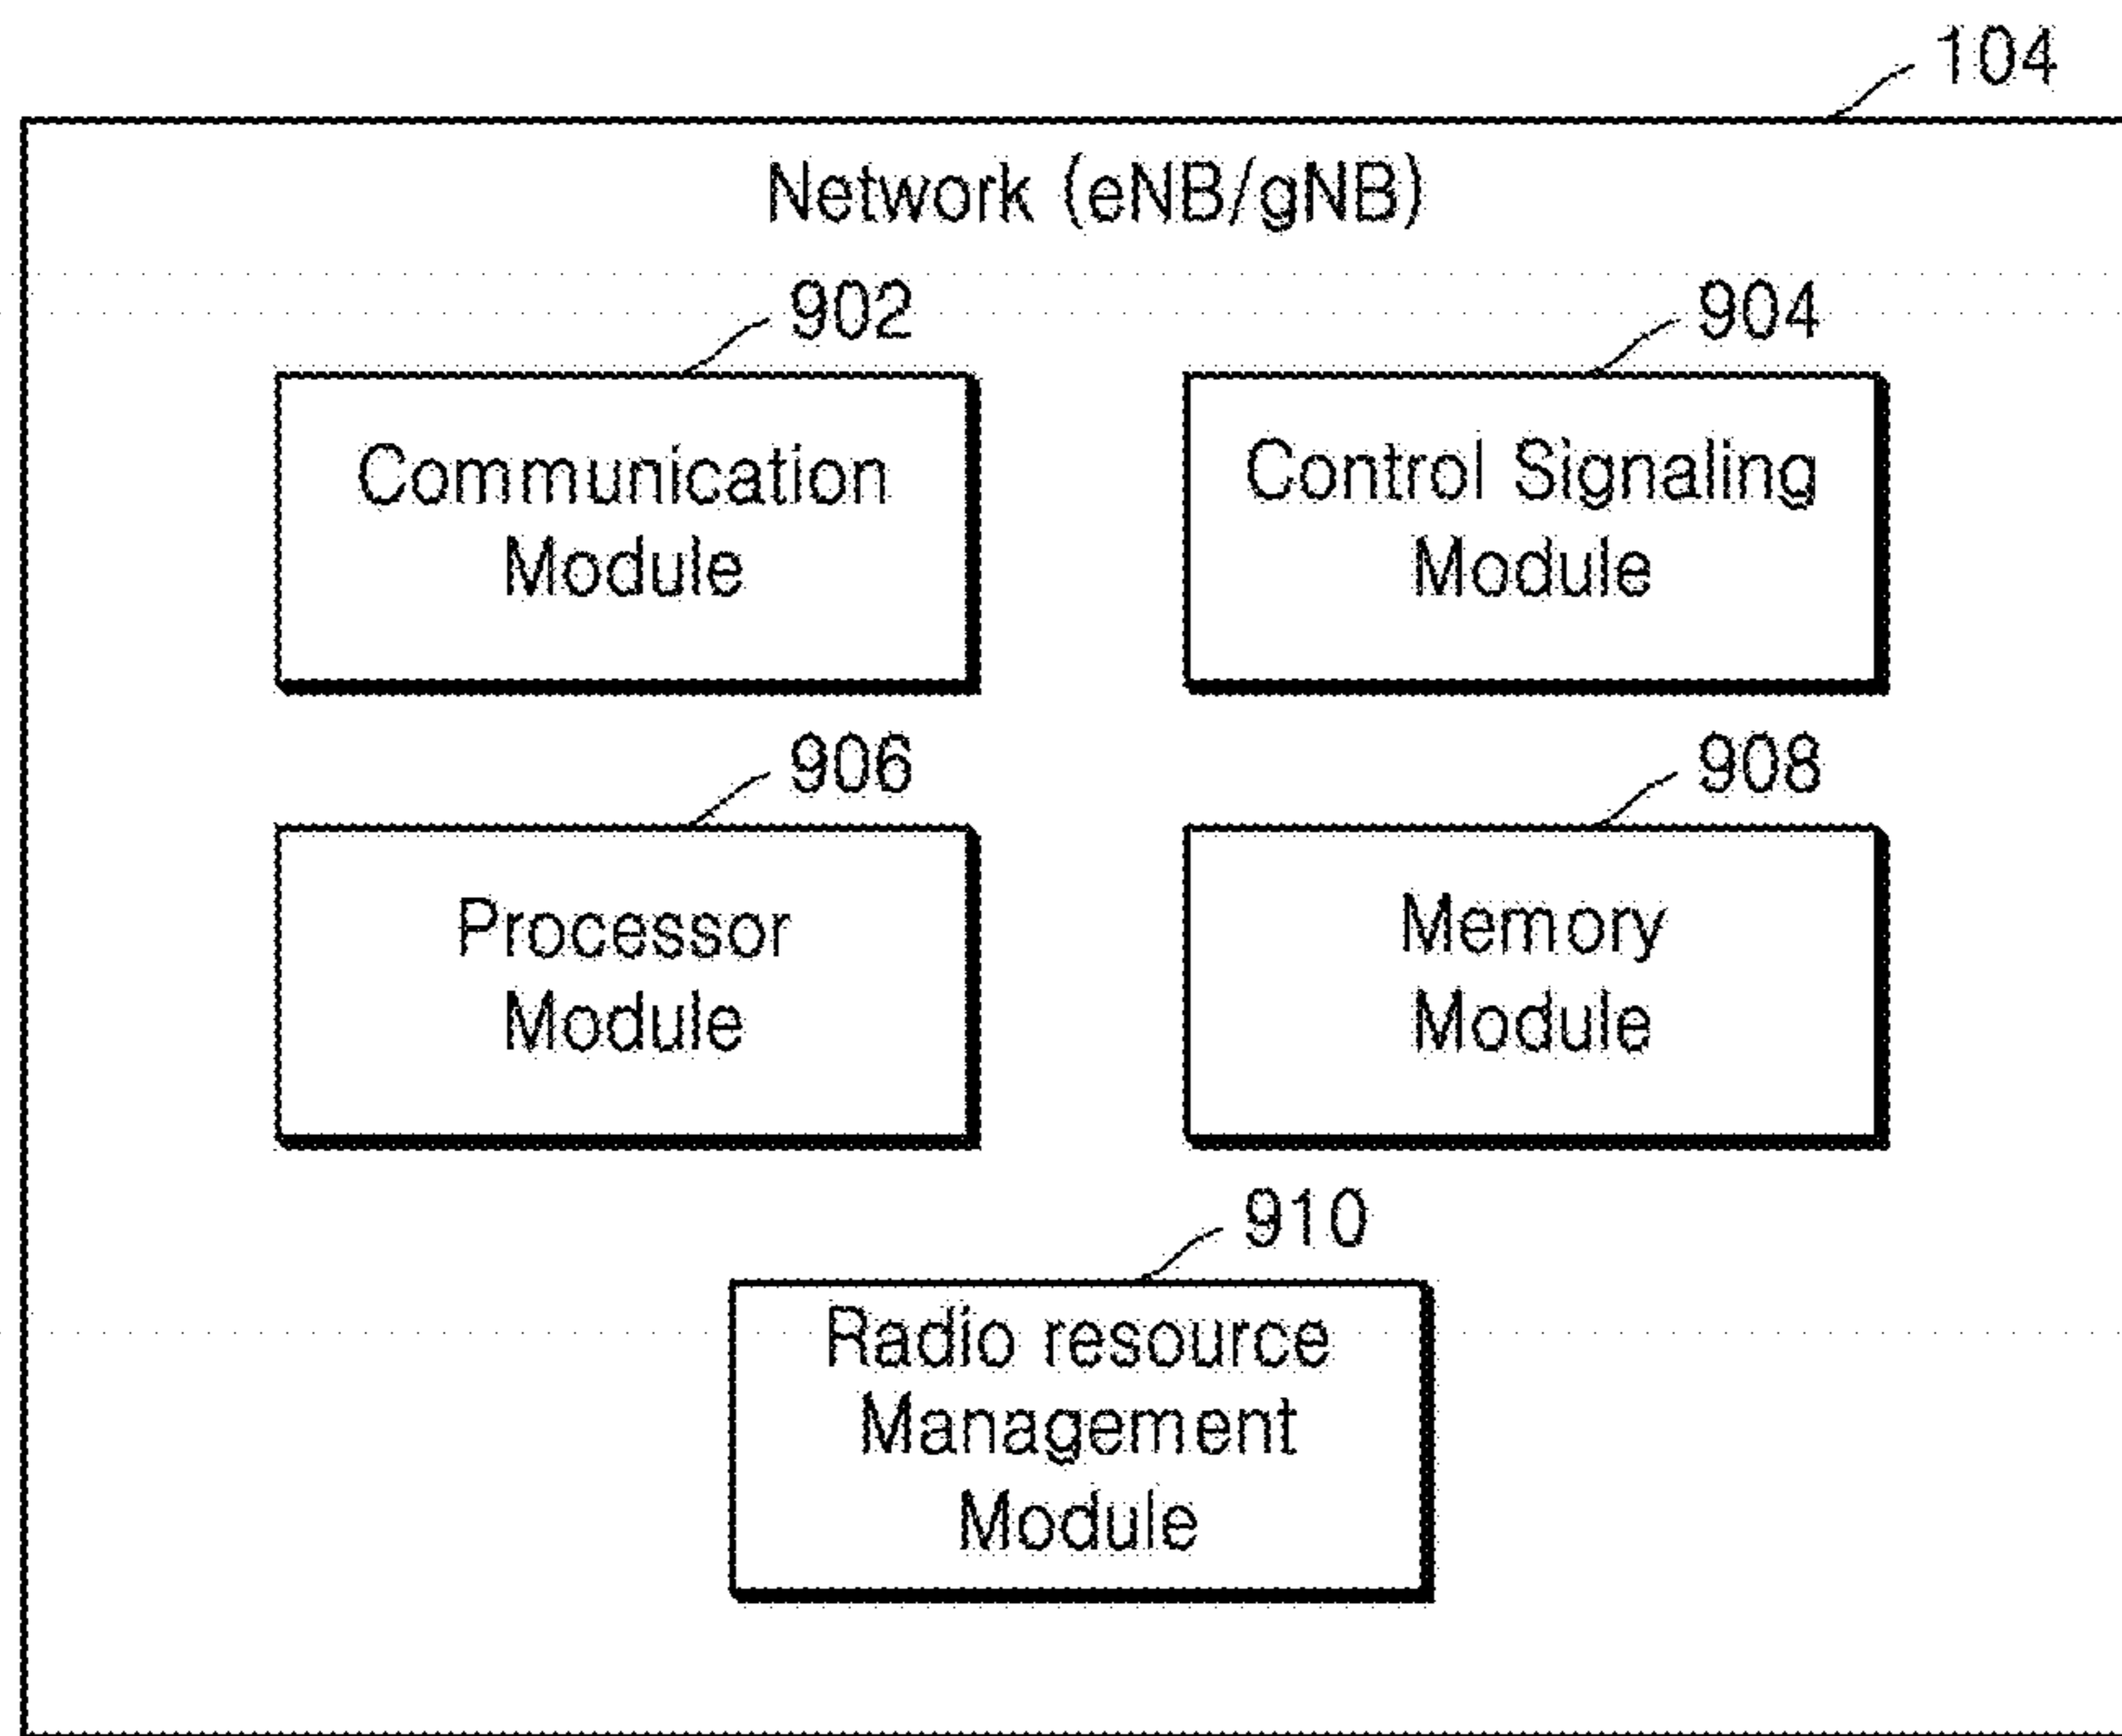 104
Network (eNB/gNB)
902
904
Communication
Module
Control Signaling
Module
906
908
Processor
Module
Memory
Module
910
Radio resource
Management
Module